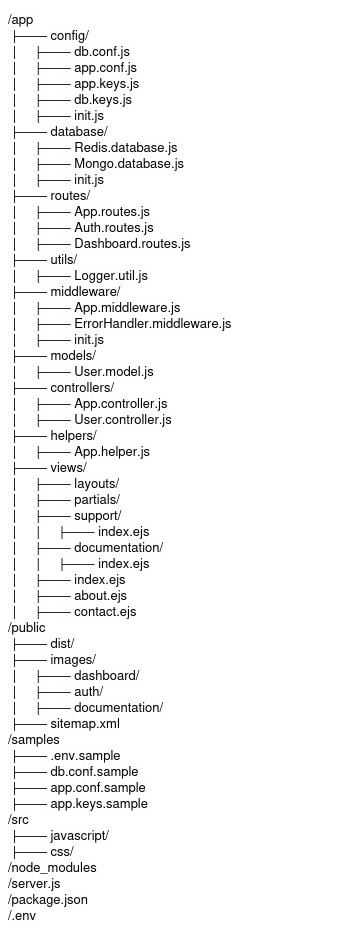 /app
├── config/
│   ├── db.conf.js
│   ├── app.conf.js
│   ├── app.keys.js
│   ├── db.keys.js
│   ├── init.js
├── database/
│   ├── Redis.database.js
│   ├── Mongo.database.js
│   ├── init.js
├── routes/
│   ├── App.routes.js
│   ├── Auth.routes.js
│   ├── Dashboard.routes.js
├── utils/
│   ├── Logger.util.js
├── middleware/
│   ├── App.middleware.js
│   ├── ErrorHandler.middleware.js
│   ├── init.js
├── models/
│   ├── User.model.js
├── controllers/
│   ├── App.controller.js
│   ├── User.controller.js
├── helpers/
│   ├── App.helper.js
├── views/
│   ├── layouts/
│   ├── partials/
│   ├── support/
│   │   ├── index.ejs
│   ├── documentation/
│   │   ├── index.ejs
│   ├── index.ejs
│   ├── about.ejs
│   ├── contact.ejs
/public
├── dist/
├── images/
│   ├── dashboard/
│   ├── auth/
│   ├── documentation/
├── sitemap.xml
/samples
├── .env.sample
├── db.conf.sample
├── app.conf.sample
├── app.keys.sample
/src
├── javascript/
├── css/
/node_modules
/server.js
/package.json
/.env